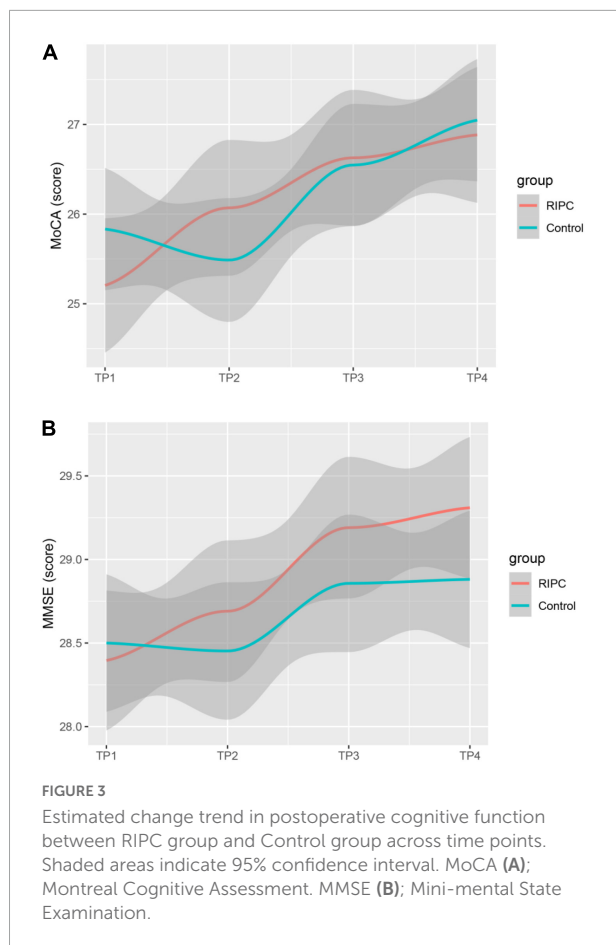 A
27
26
25
MoCA (score)
TP1 TP2 TP3 TP4
group
RIPC
Control
B
29.5
29.0
28.5
28.0
MMSE (score)
TP1 TP2 TP3 TP4
group
RIPC
Control
FIGURE 3
Estimated change trend in postoperative cognitive function
between RIPC group and Control group across time points.
Shaded areas indicate 95% confidence interval. MoCA (A);
Montreal Cognitive Assessment. MMSE (B); Mini-mental State
Examination.